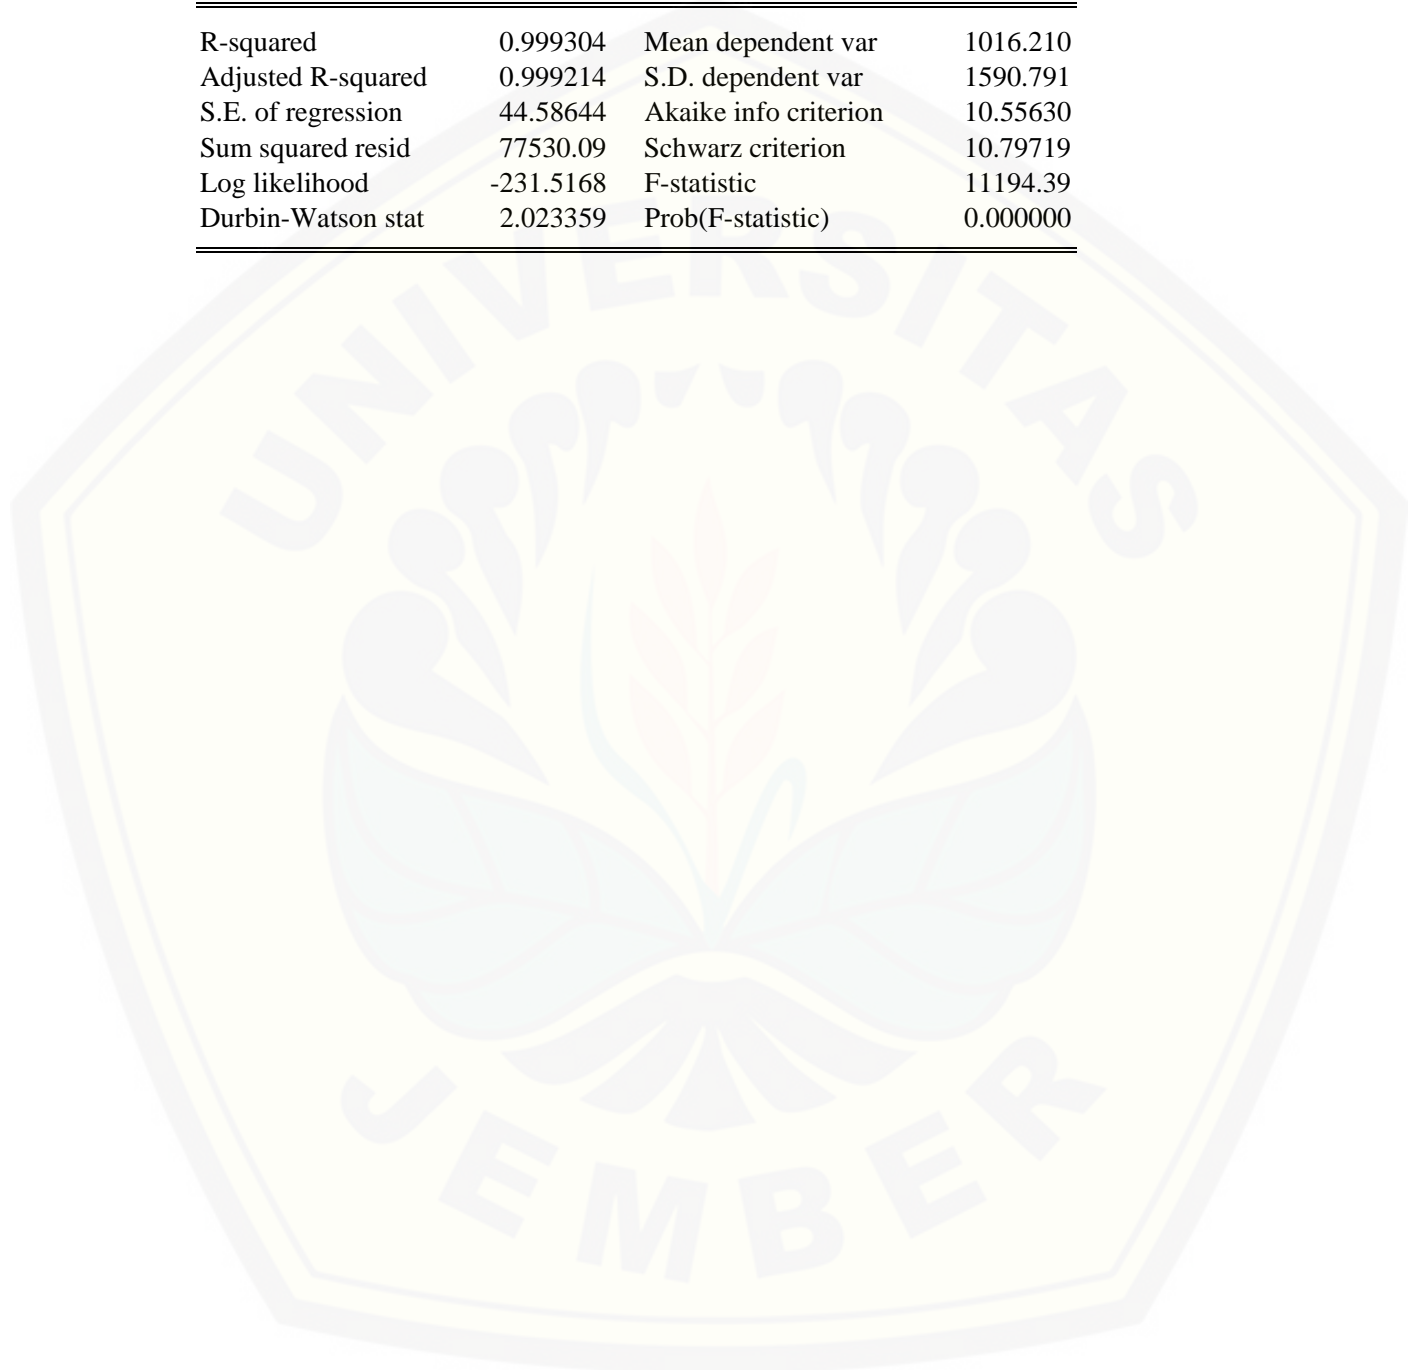 R-squared 0.999304 Mean dependent var 1016.210
Adjusted R-squared 0.999214 S.D. dependent var 1590.791
S.E. of regression 44.58644 Akaike info criterion 10.55630
Sum squared resid 77530.09 Schwarz criterion 10.79719
Log likelihood -231.5168 F-statistic 11194.39
Durbin-Watson stat 2.023359 Prob(F-statistic) 0.000000
UNIVERSITAS
JEMBER